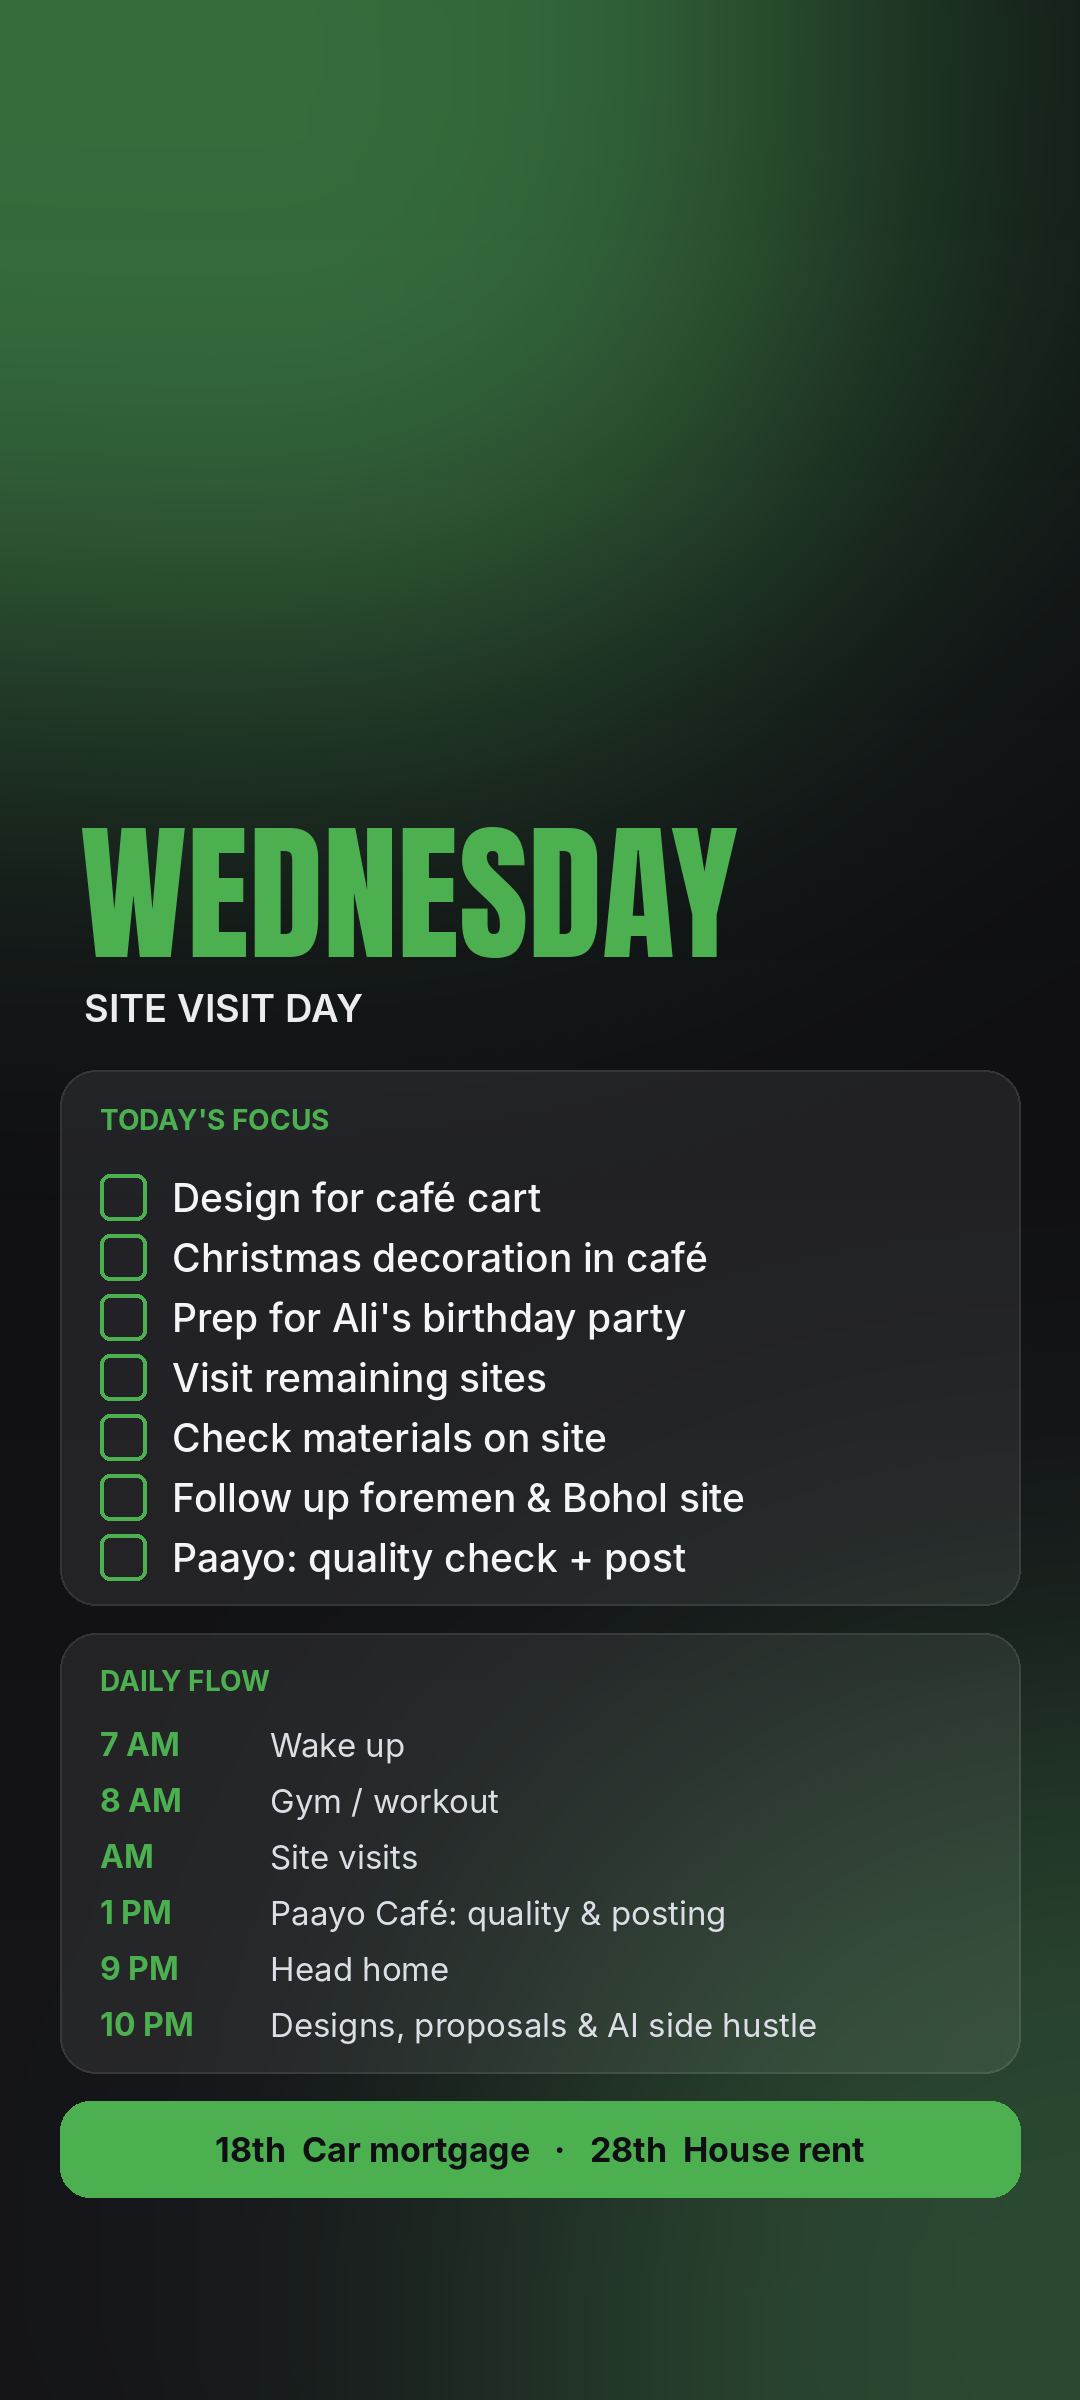 WEDNESDAY
SITE VISIT DAY
TODAY'S FOCUS
Design for café cart
Christmas decoration in café
Prep for Ali's birthday party
Visit remaining sites
Check materials on site
Follow up foremen & Bohol site
Paayo: quality check + post
DAILY FLOW
7 AM Wake up
8 AM Gym / workout
AM Site visits
1 PM Paayo Café: quality & posting
9 PM Head home
10 PM Designs, proposals & AI side hustle
18th Car mortgage · 28th House rent